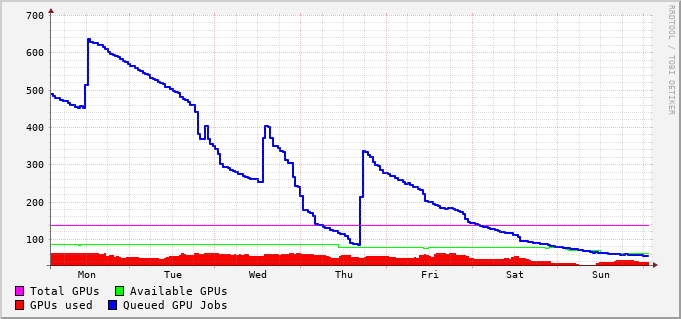 700
600
500
400
300
200
100
Mon Tue Wed Thu Fri Sat Sun
Total GPUs Available GPUs
GPUs used Queued GPU Jobs
RRDTOOL / TOBI OETIKER